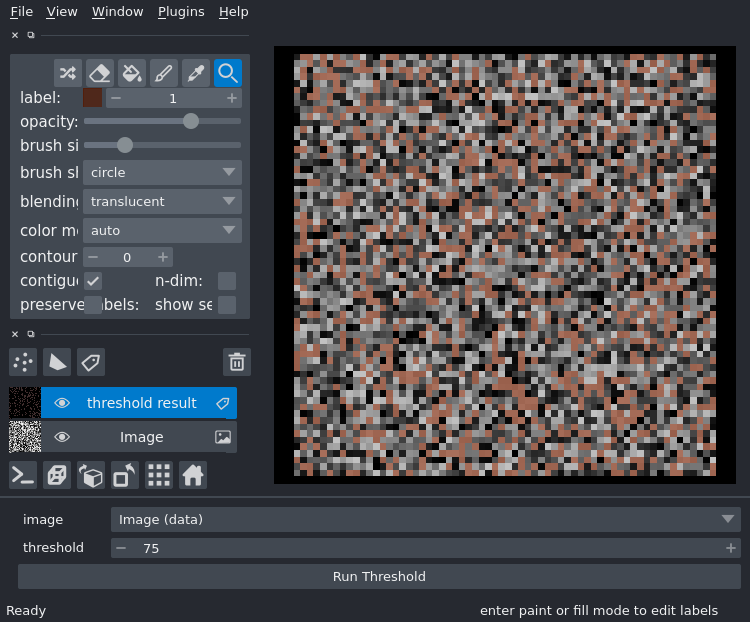 File View Window Plugins Help
label: 1
opacity:
brush si
brush sl circle
blending translucent
color m auto
contour 0
contigu n-dim:
preserve abels: show se
threshold result
Image
image Image (data)
threshold 75
Run Threshold
Ready enter paint or fill mode to edit labels